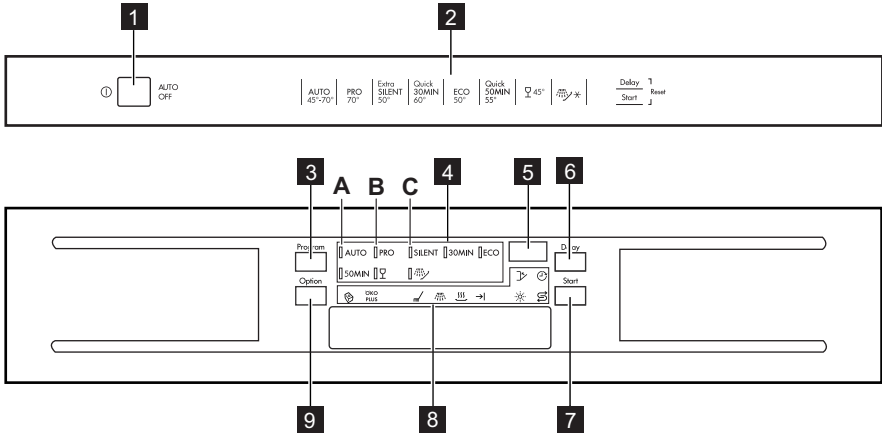 1 2
AUTO OFF
AUTO 45°-70°
PRO 70°
Extra SILENT 50°
Quick 30MIN 60°
ECO 50°
Quick 50MIN 55°
45°
Delay
Start
Reset
3 A B C 4 5 6
Program
AUTO PRO SILENT 30MIN ECO
Delay
50MIN
Option
ÖKO PLUS
Start
9 8 7